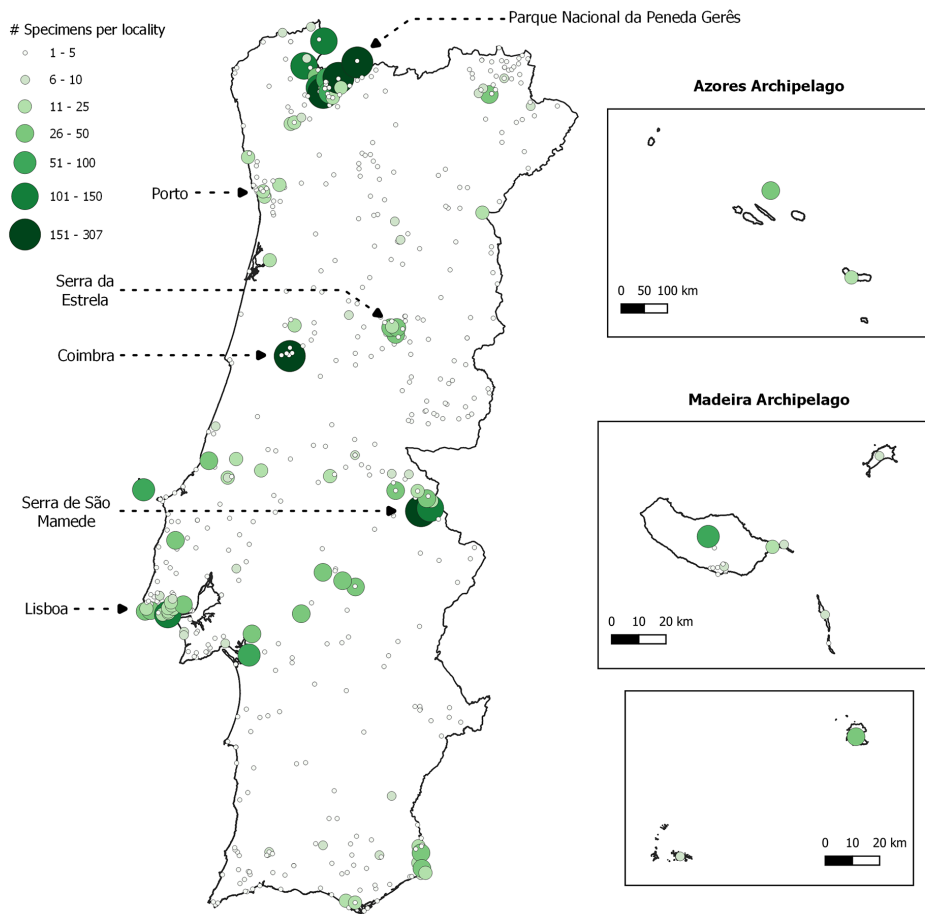 # Specimens per locality
1 - 5
6 - 10
11 - 25
26 - 50
51 - 100
101 - 150
151 - 307
Parque Nacional da Peneda Gerês
Porto
Serra da
Estrela
Coimbra
Serra de São
Mamede
Lisboa
Azores Archipelago
0 50 100 km
Madeira Archipelago
0 10 20 km
0 10 20 km